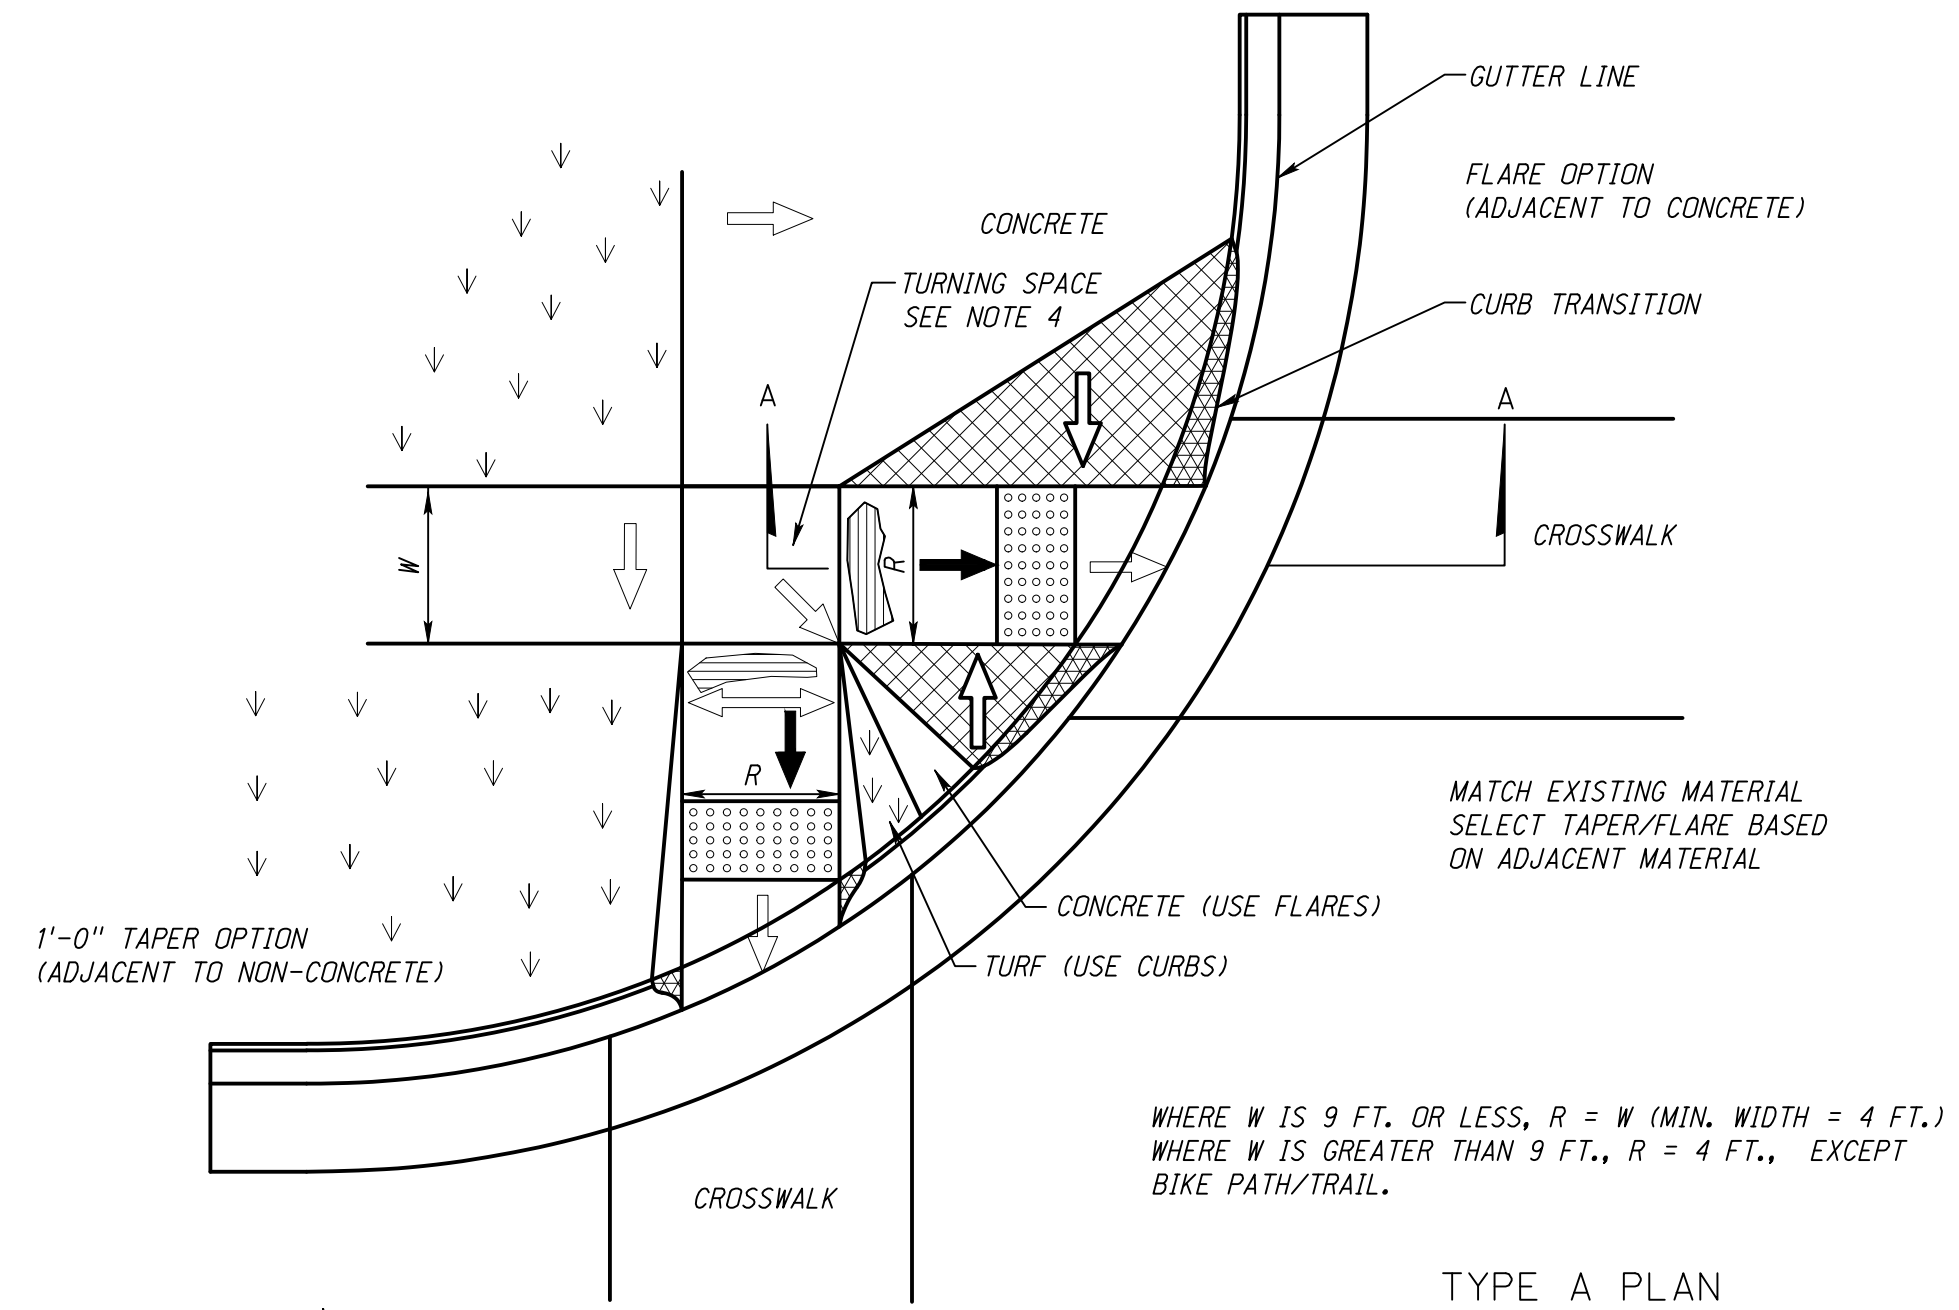 GUTTER LINE
FLARE OPTION
(ADJACENT TO CONCRETE)
CONCRETE
TURNING SPACE
SEE NOTE 4
CURB TRANSITION
A
A
CROSSWALK
W
R
R
MATCH EXISTING MATERIAL
SELECT TAPER/FLARE BASED
ON ADJACENT MATERIAL
CONCRETE (USE FLARES)
1'-0" TAPER OPTION
(ADJACENT TO NON-CONCRETE)
TURF (USE CURBS)
WHERE W IS 9 FT. OR LESS, R = W (MIN. WIDTH = 4 FT.)
WHERE W IS GREATER THAN 9 FT., R = 4 FT., EXCEPT
BIKE PATH/TRAIL.
CROSSWALK
TYPE A PLAN